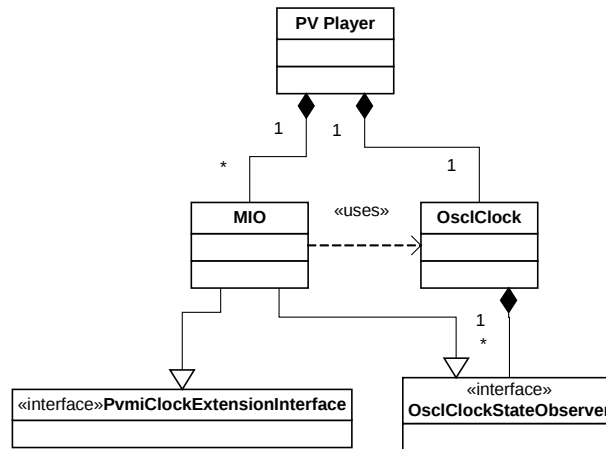 PV Player
1
1
*
1
MIO
«uses»
OsclClock
1
*
«interface»PvmiClockExtensionInterface
«interface»
OsclClockStateObserver